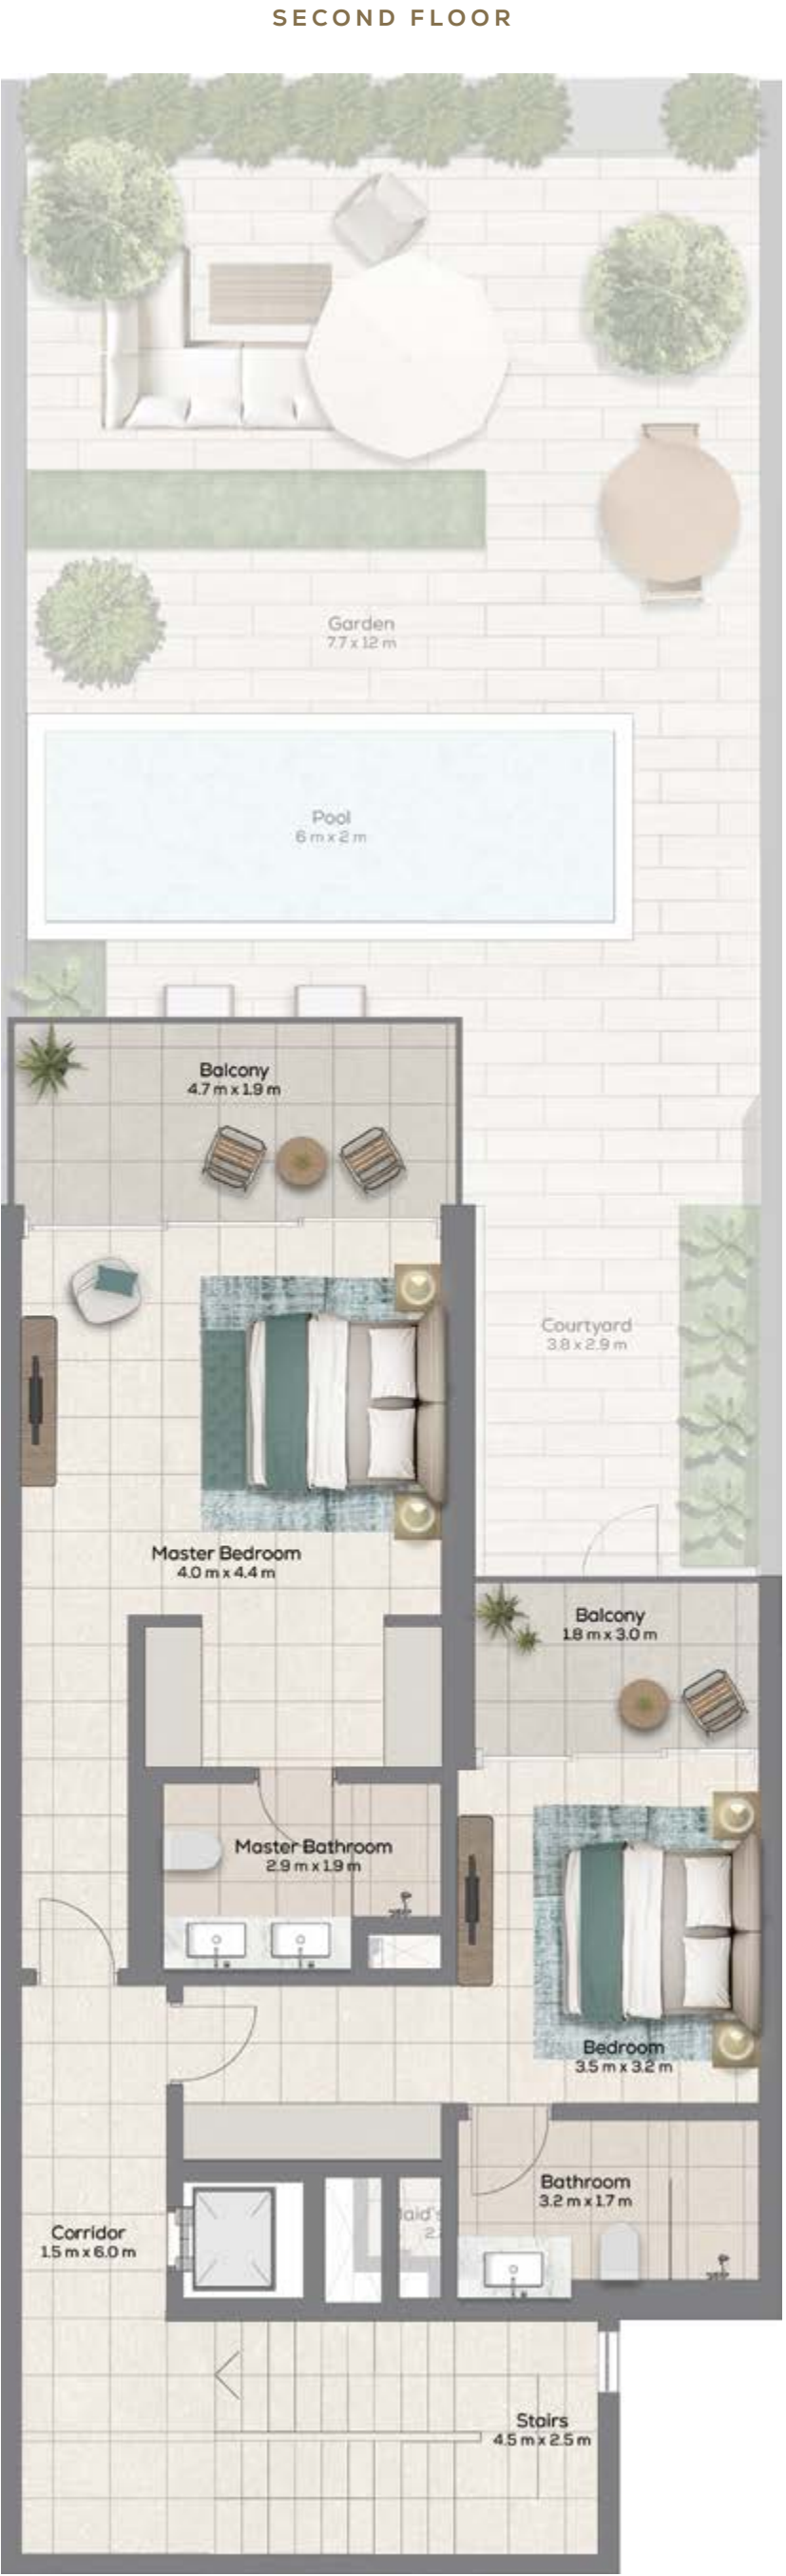 SECOND FLOOR
Garden
7.7 x 12 m
Pool
6 m x 2 m
Balcony
4.7 m x 1.9 m
Courtyard
3.8 x 2.9 m
Master Bedroom
4.0 m x 4.4 m
Balcony
1.8 m x 3.0 m
Master Bathroom
2.9 m x 1.9 m
Bedroom
3.5 m x 3.2 m
Bathroom
3.2 m x 1.7 m
Corridor
1.5 m x 6.0 m
Stairs
4.5 m x 2.5 m